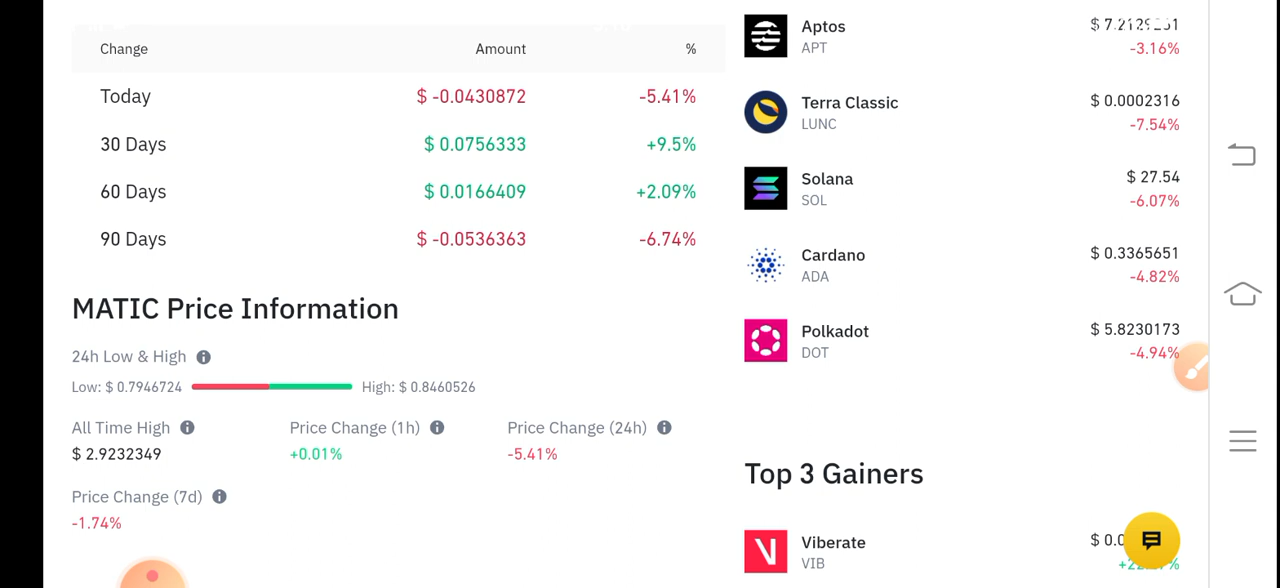 Change Amount %
Today $ -0.0430872 -5.41%
30 Days $ 0.0756333 +9.5%
60 Days $ 0.0166409 +2.09%
90 Days $ -0.0536363 -6.74%
MATIC Price Information
24h Low & High
Low: $ 0.7946724 High: $ 0.8460526
All Time High Price Change (1h) Price Change (24h)
$ 2.9232349 +0.01% -5.41%
Price Change (7d)
-1.74%
Aptos
APT -3.16%
Terra Classic $ 0.0002316
LUNC -7.54%
Solana $ 27.54
SOL -6.07%
Cardano $ 0.3365651
ADA -4.82%
Polkadot $ 5.8230173
DOT -4.94%
Top 3 Gainers
Viberate
VIB